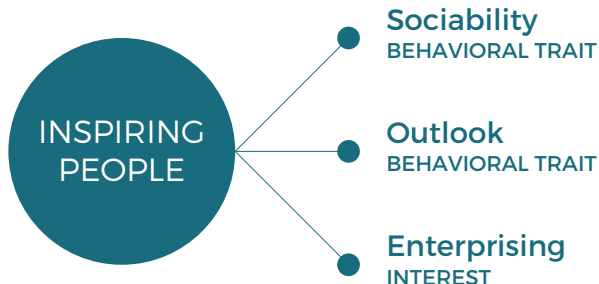 INSPIRING
PEOPLE
Sociability
BEHAVIORAL TRAIT
Outlook
BEHAVIORAL TRAIT
Enterprising
INTEREST